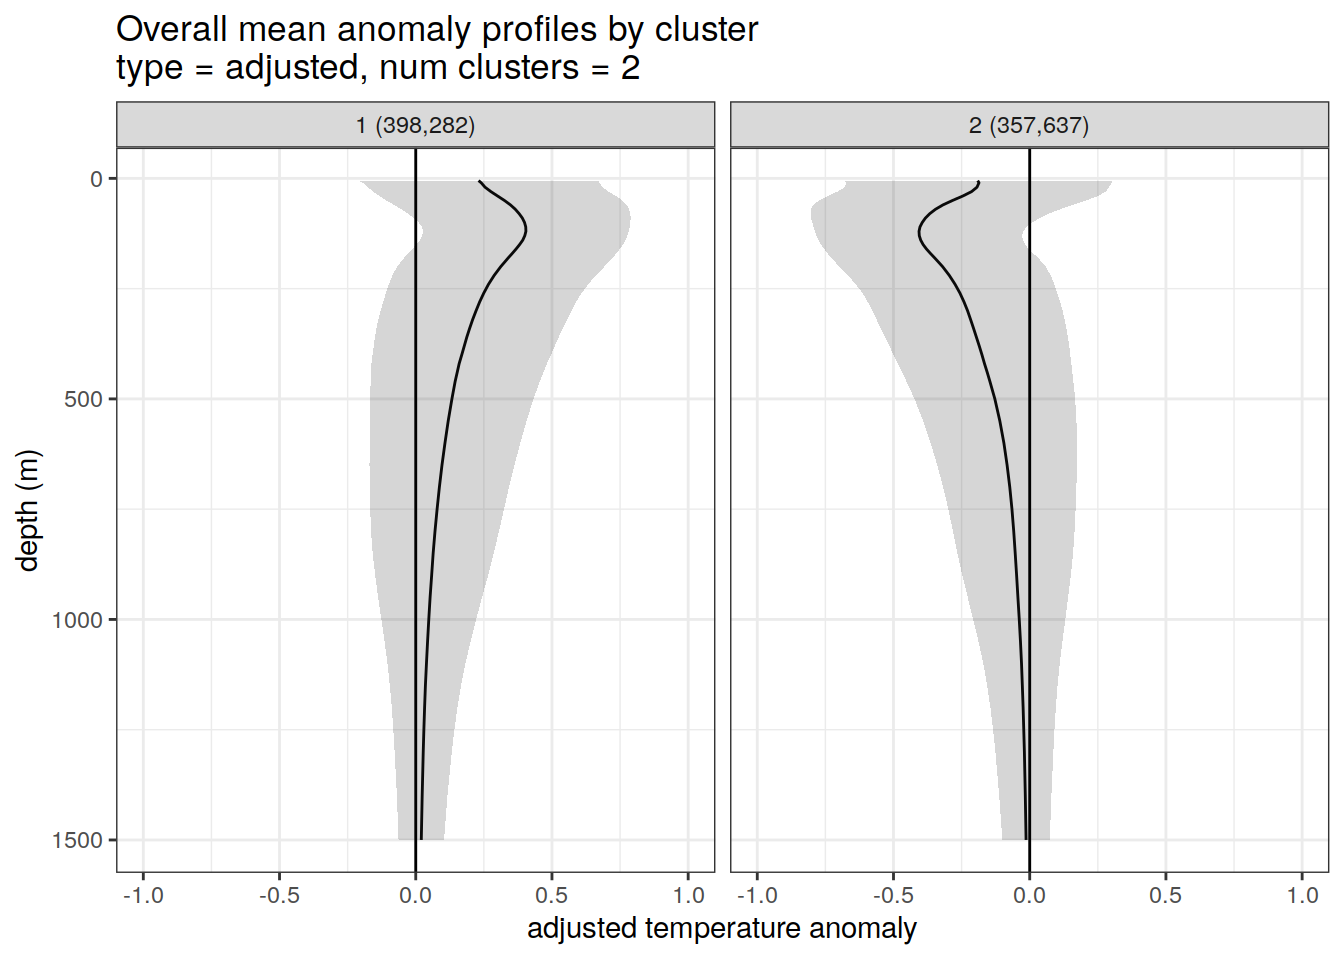 Overall mean anomaly profiles by cluster
type = adjusted, num clusters = 2
1 (398,282)
2 (357,637)
0
500
1000
1500
depth (m)
-1.0 -0.5 0.0 0.5 1.0
-1.0 -0.5 0.0 0.5 1.0
adjusted temperature anomaly